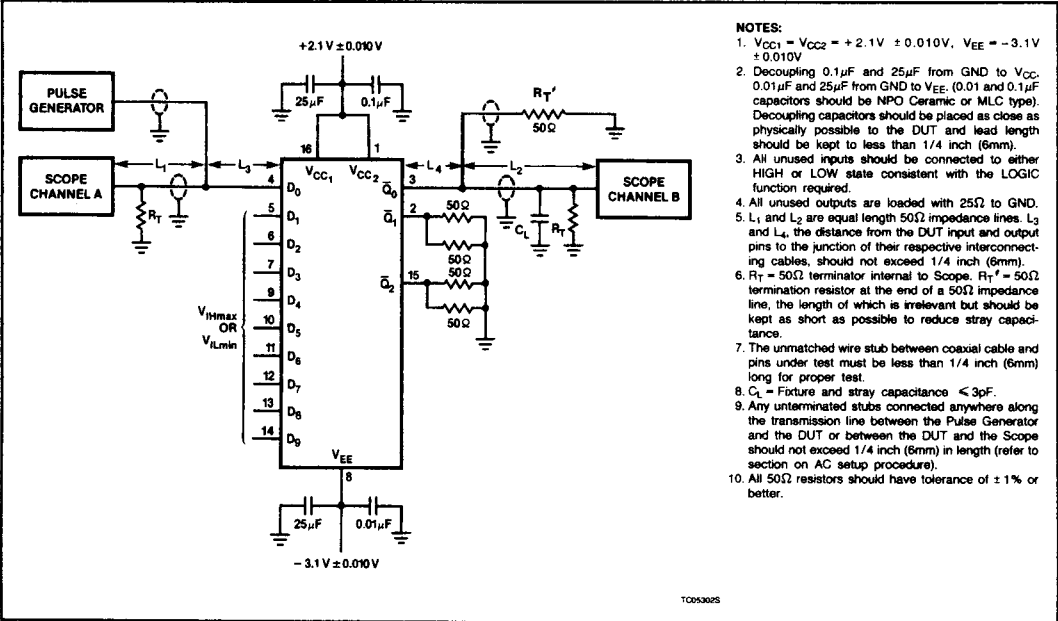 +2.1 V ± 0.010 V
PULSE
GENERATOR
25μF
0.1μF
RT'
50Ω
16
1
L1
L3
L4
L2
SCOPE
CHANNEL A
4
D0
VCC1
VCC2
Q̅0
3
SCOPE
CHANNEL B
RT
5
D1
Q̅1
2
50Ω
CL
RT
6
D2
50Ω
7
D3
50Ω
9
D4
Q̅2
15
50Ω
VIHmax
OR
VILmin
10
D5
11
D6
12
D7
13
D8
14
D9
VEE
8
25μF
0.01μF
− 3.1 V ± 0.010 V
TC05302S
NOTES:
1. VCC1 = VCC2 = + 2.1V ± 0.010V, VEE = −3.1V
± 0.010V
2. Decoupling 0.1μF and 25μF from GND to VCC,
0.01μF and 25μF from GND to VEE. (0.01 and 0.1μF
capacitors should be NPO Ceramic or MLC type).
Decoupling capacitors should be placed as close as
physically possible to the DUT and lead length
should be kept to less than 1/4 inch (6mm).
3. All unused inputs should be connected to either
HIGH or LOW state consistent with the LOGIC
function required.
4. All unused outputs are loaded with 25Ω to GND.
5. L1 and L2 are equal length 50Ω impedance lines. L3
and L4, the distance from the DUT input and output
pins to the junction of their respective interconnect-
ing cables, should not exceed 1/4 inch (6mm).
6. RT = 50Ω terminator internal to Scope. RT' = 50Ω
termination resistor at the end of a 50Ω impedance
line, the length of which is irrelevant but should be
kept as short as possible to reduce stray capaci-
tance.
7. The unmatched wire stub between coaxial cable and
pins under test must be less than 1/4 inch (6mm)
long for proper test.
8. CL = Fixture and stray capacitance ⩽ 3pF.
9. Any unterminated stubs connected anywhere along
the transmission line between the Pulse Generator
and the DUT or between the DUT and the Scope
should not exceed 1/4 inch (6mm) in length (refer to
section on AC setup procedure).
10. All 50Ω resistors should have tolerance of ± 1% or
better.